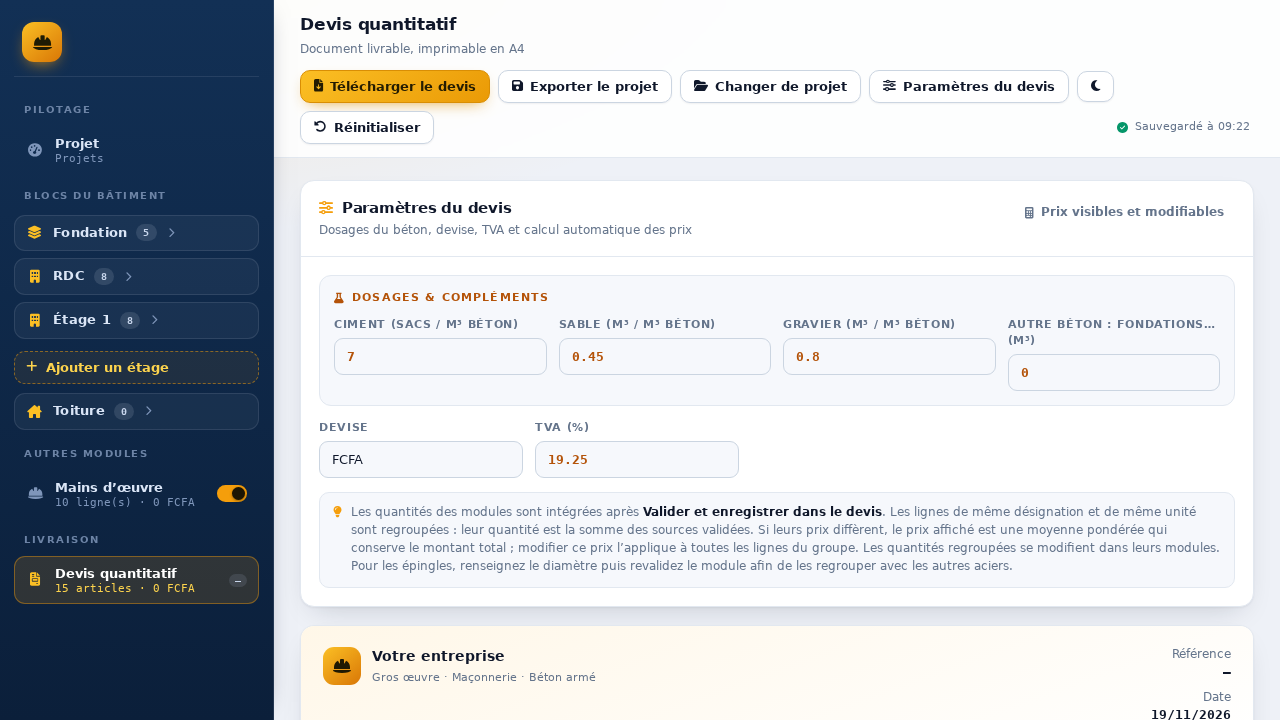 PILOTAGE
Projet
Projets
BLOCS DU BÂTIMENT
Fondation 5
RDC 8
Étage 1 8
+ Ajouter un étage
Toiture 0
AUTRES MODULES
Mains d’œuvre
10 ligne(s) · 0 FCFA
LIVRAISON
Devis quantitatif
15 articles · 0 FCFA
—
Devis quantitatif
Document livrable, imprimable en A4
Télécharger le devis
Exporter le projet
Changer de projet
Paramètres du devis
Réinitialiser
Sauvegardé à 09:22
Paramètres du devis
Dosages du béton, devise, TVA et calcul automatique des prix
Prix visibles et modifiables
DOSAGES & COMPLÉMENTS
CIMENT (SACS / M³ BÉTON)
7
SABLE (M³ / M³ BÉTON)
0.45
GRAVIER (M³ / M³ BÉTON)
0.8
AUTRE BÉTON : FONDATIONS…
(M³)
0
DEVISE
FCFA
TVA (%)
19.25
Les quantités des modules sont intégrées après Valider et enregistrer dans le devis. Les lignes de même désignation et de même unité
sont regroupées : leur quantité est la somme des sources validées. Si leurs prix diffèrent, le prix affiché est une moyenne pondérée qui
conserve le montant total ; modifier ce prix l’applique à toutes les lignes du groupe. Les quantités regroupées se modifient dans leurs modules.
Pour les épingles, renseignez le diamètre puis revalidez le module afin de les regrouper avec les autres aciers.
Votre entreprise
Gros œuvre · Maçonnerie · Béton armé
Référence
—
Date
19/11/2026